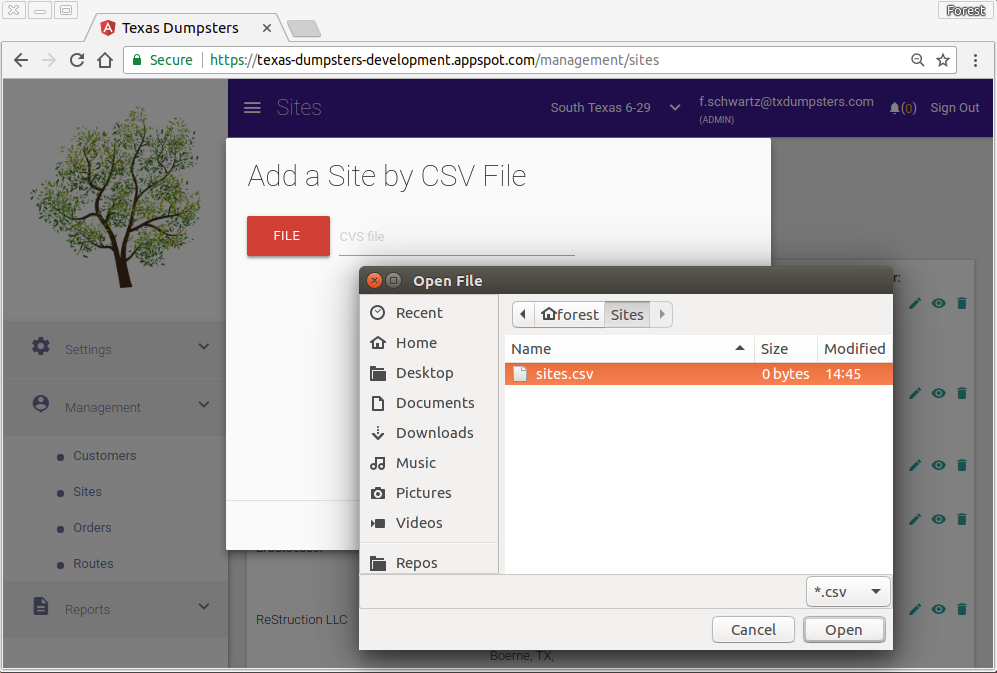 Forest
Texas Dumpsters
Secure https://texas-dumpsters-development.appspot.com/management/sites
Sites
South Texas 6-29
f.schwartz@txdumpsters.com
(ADMIN)
(0)
Sign Out
Add a Site by CSV File
FILE
CVS file
Open File
Recent
Home
Desktop
Documents
Downloads
Music
Pictures
Videos
Repos
forest
Sites
Name Size Modified
sites.csv 0 bytes 14:45
*.csv
Cancel
Open
Settings
Management
Customers
Sites
Orders
Routes
Reports
ReStruction LLC
Boerne, TX,